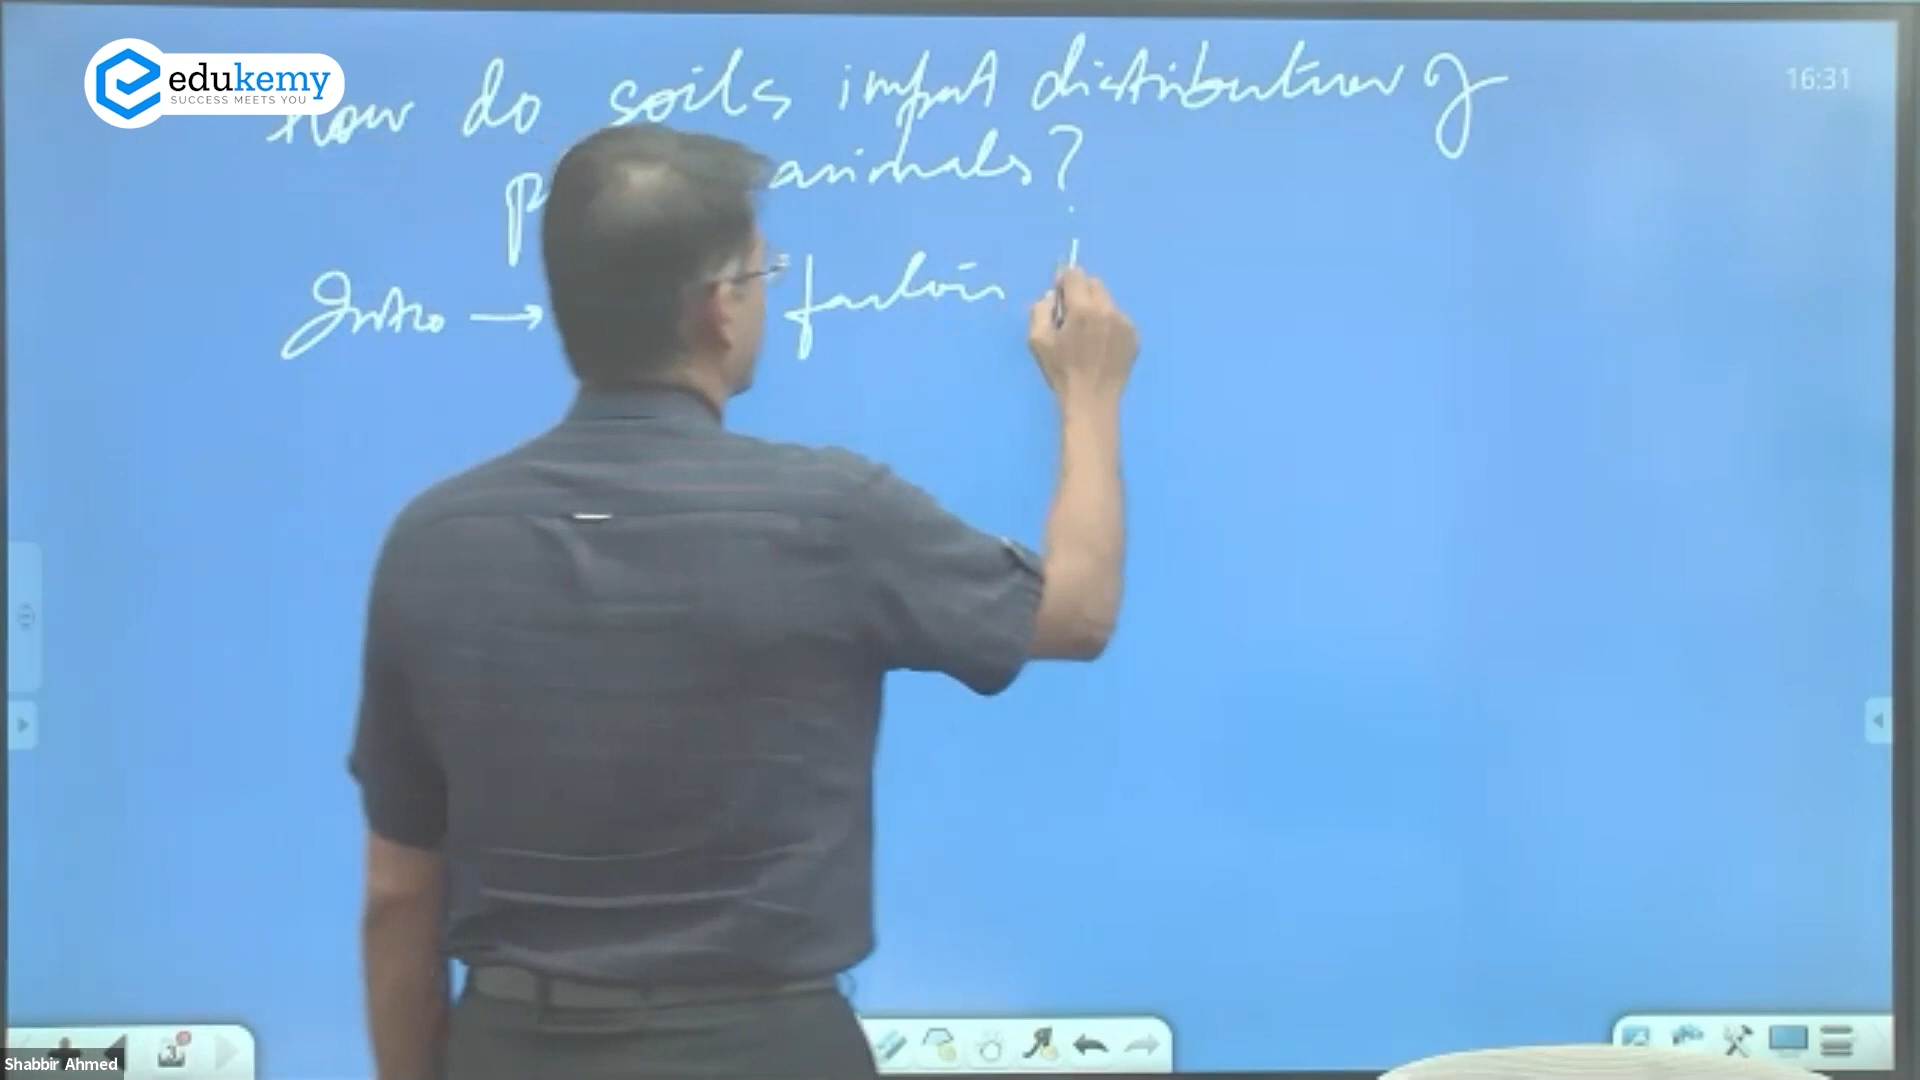 edukemy
SUCCESS MEETS YOU
16:31
How do soils impact distribution of
animals?
Intro → factors
Shabbir Ahmed